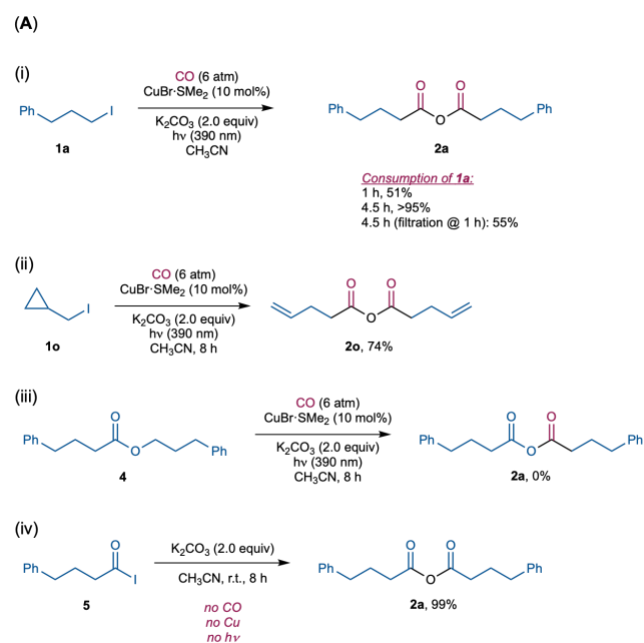 (A)
(i)
CO (6 atm)
CuBr·SMe₂ (10 mol%)
K₂CO₃ (2.0 equiv)
hν (390 nm)
CH₃CN
Ph
I
1a
O
O
Ph
O
Ph
2a
Consumption of 1a:
1 h, 51%
4.5 h, >95%
4.5 h (filtration @ 1 h): 55%
(ii)
CO (6 atm)
CuBr·SMe₂ (10 mol%)
K₂CO₃ (2.0 equiv)
hν (390 nm)
CH₃CN, 8 h
I
1o
O
O
O
2o, 74%
(iii)
CO (6 atm)
CuBr·SMe₂ (10 mol%)
K₂CO₃ (2.0 equiv)
hν (390 nm)
CH₃CN, 8 h
O
Ph
O
Ph
4
O
O
Ph
O
Ph
2a, 0%
(iv)
K₂CO₃ (2.0 equiv)
CH₃CN, r.t., 8 h
no CO
no Cu
no hν
O
Ph
I
5
O
O
Ph
O
Ph
2a, 99%